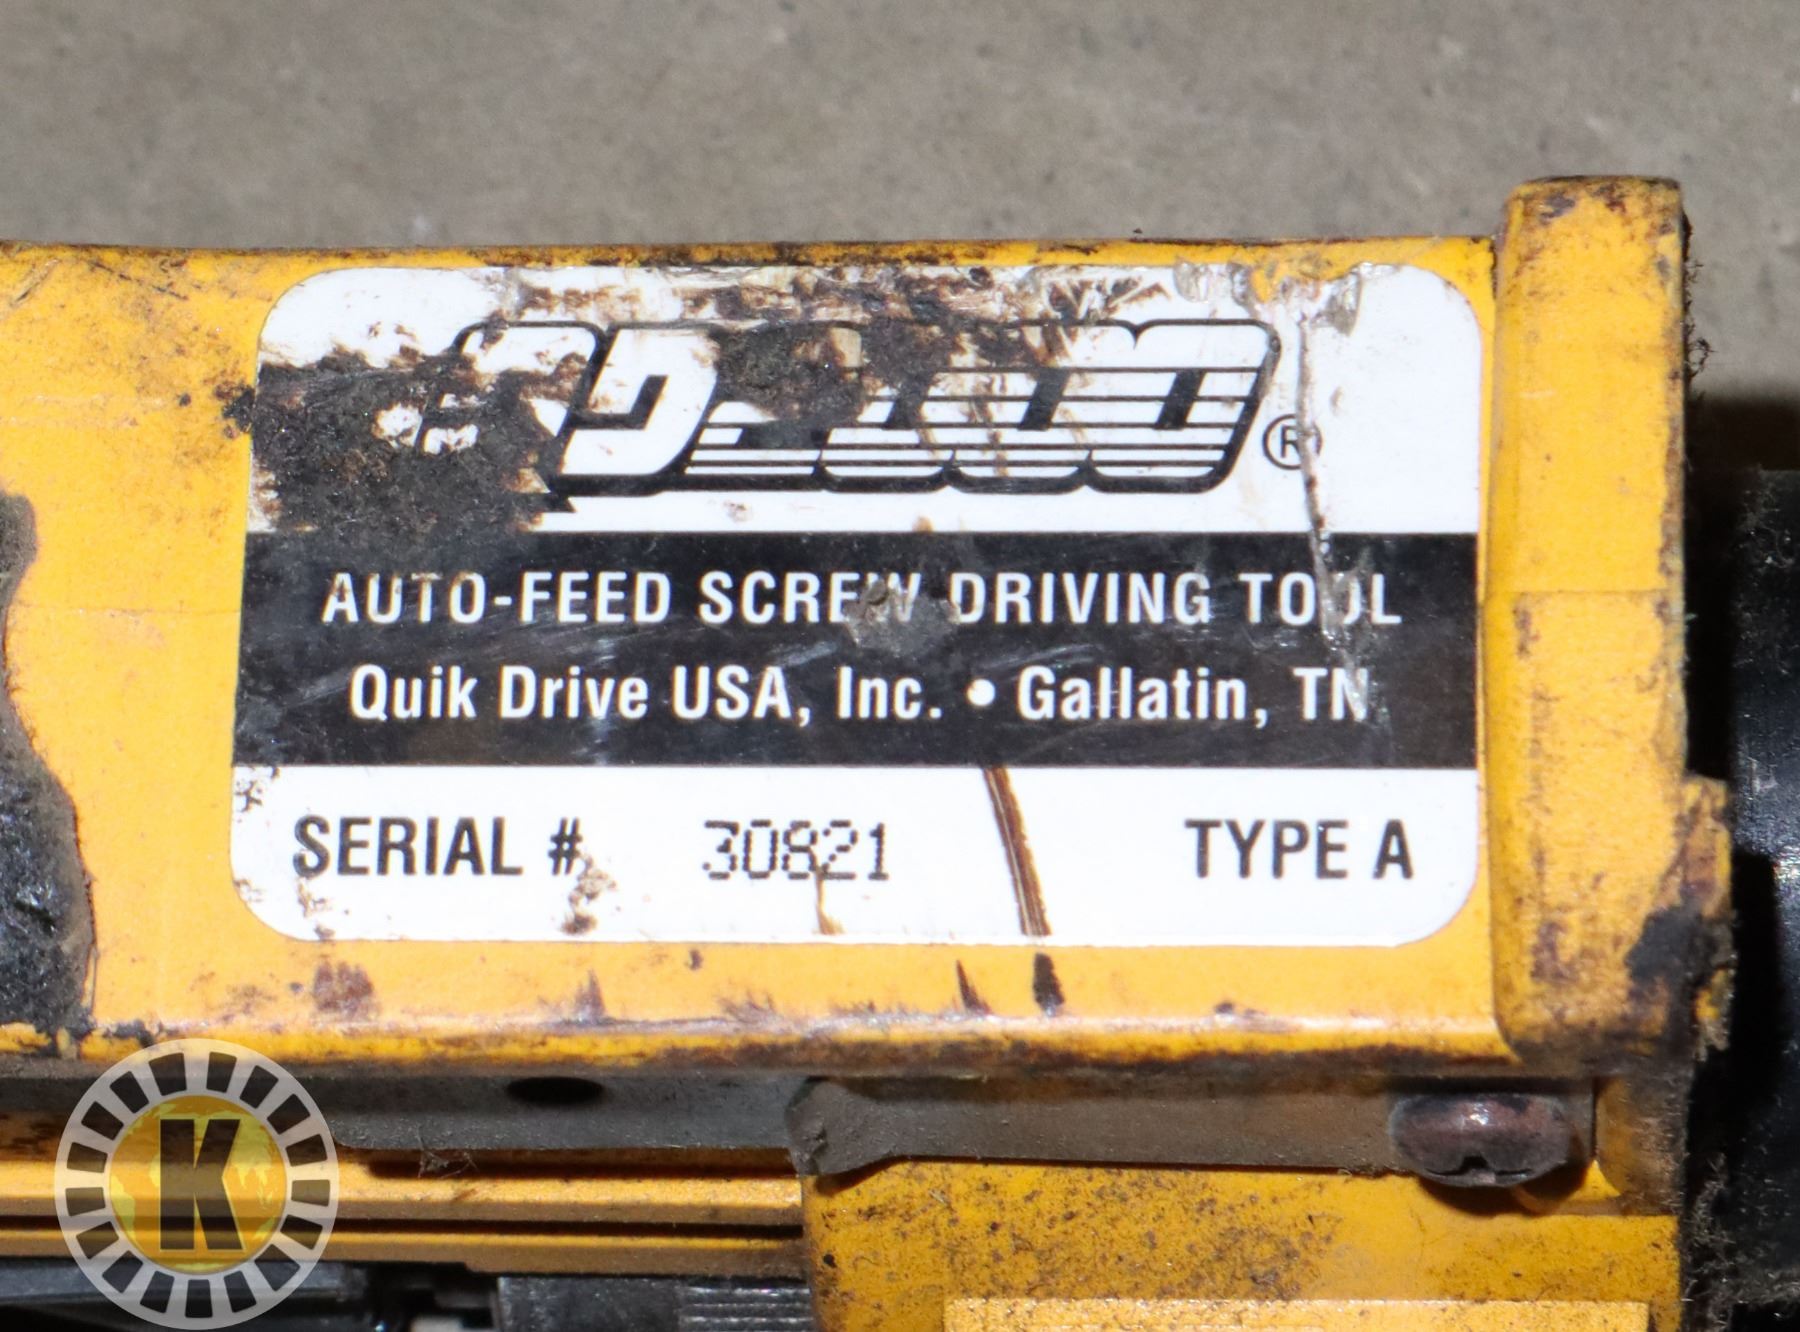 ®
AUTO-FEED SCREW DRIVING TOOL
Quik Drive USA, Inc. • Gallatin, TN
SERIAL # 30821 TYPE A
K